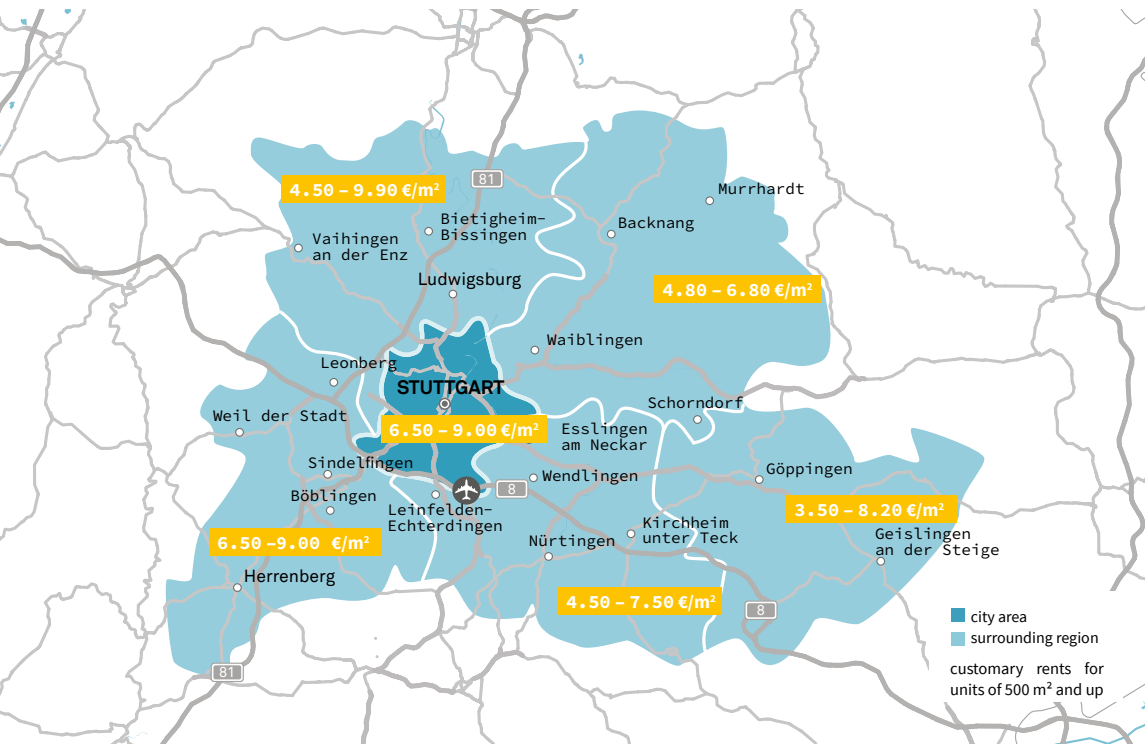 81
4.50 – 9.90 €/m²
Murrhardt
Bietigheim-
Bissingen
Backnang
Vaihingen
an der Enz
Ludwigsburg
4.80 – 6.80 €/m²
Waiblingen
Leonberg
STUTTGART
Schorndorf
Weil der Stadt
6.50 – 9.00 €/m²
Esslingen
am Neckar
Sindelfingen
Wendlingen
Göppingen
8
Böblingen
Leinfelden-
Echterdingen
3.50 – 8.20 €/m²
Kirchheim
unter Teck
Geislingen
an der Steige
6.50 –9.00 €/m²
Nürtingen
Herrenberg
4.50 – 7.50 €/m²
8
81
city area
surrounding region
customary rents for
units of 500 m² and up